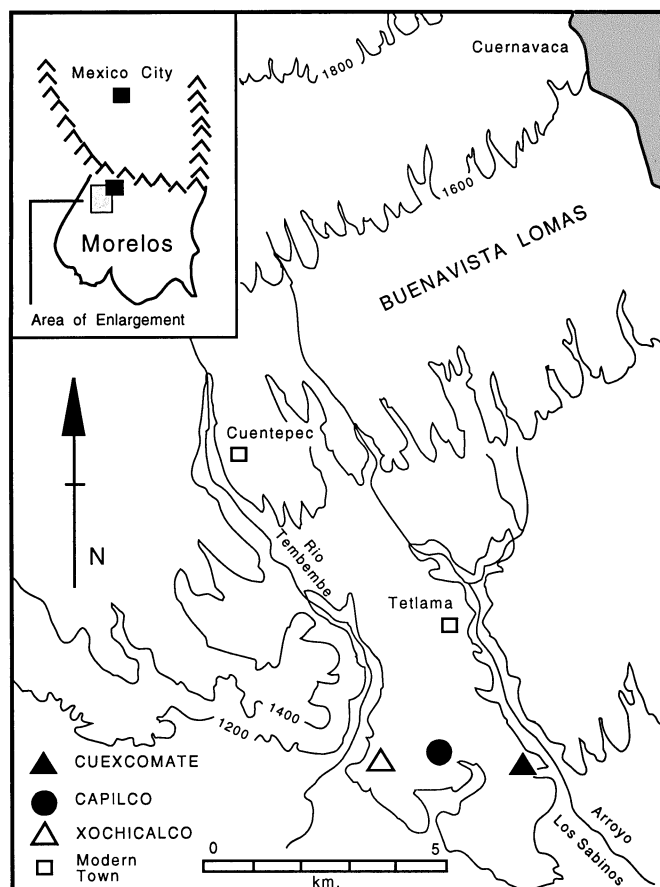 Mexico City
Morelos
Area of Enlargement
Cuernavaca
1800
1600
BUENAVISTA LOMAS
Cuentepec
N
Rio
Tembembe
Tetlama
1400
1200
CUEXCOMATE
CAPILCO
XOCHICALCO
Modern
Town
0 5
km.
Arroyo
Los Sabinos